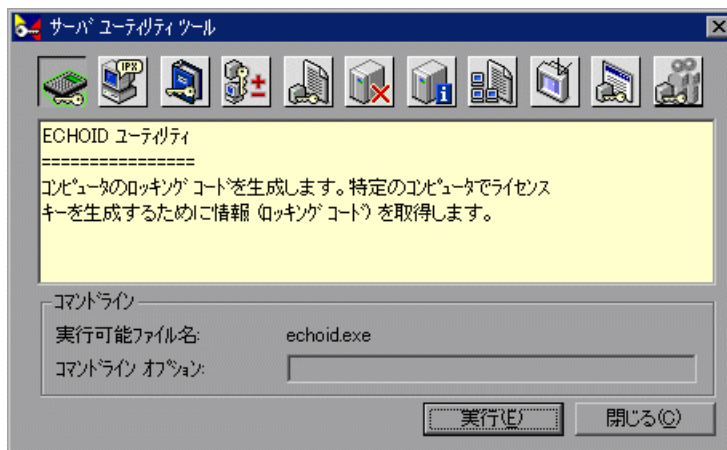 サーバ ユーティリティ ツール
IPX
ECHOID ユーティリティ
================
コンピュータのロッキング コードを生成します。特定のコンピュータでライセンス
キーを生成するために情報 (ロッキング コード) を取得します。
コマンドライン
実行可能ファイル名: echoid.exe
コマンドライン オプション:
実行(E) 閉じる(C)